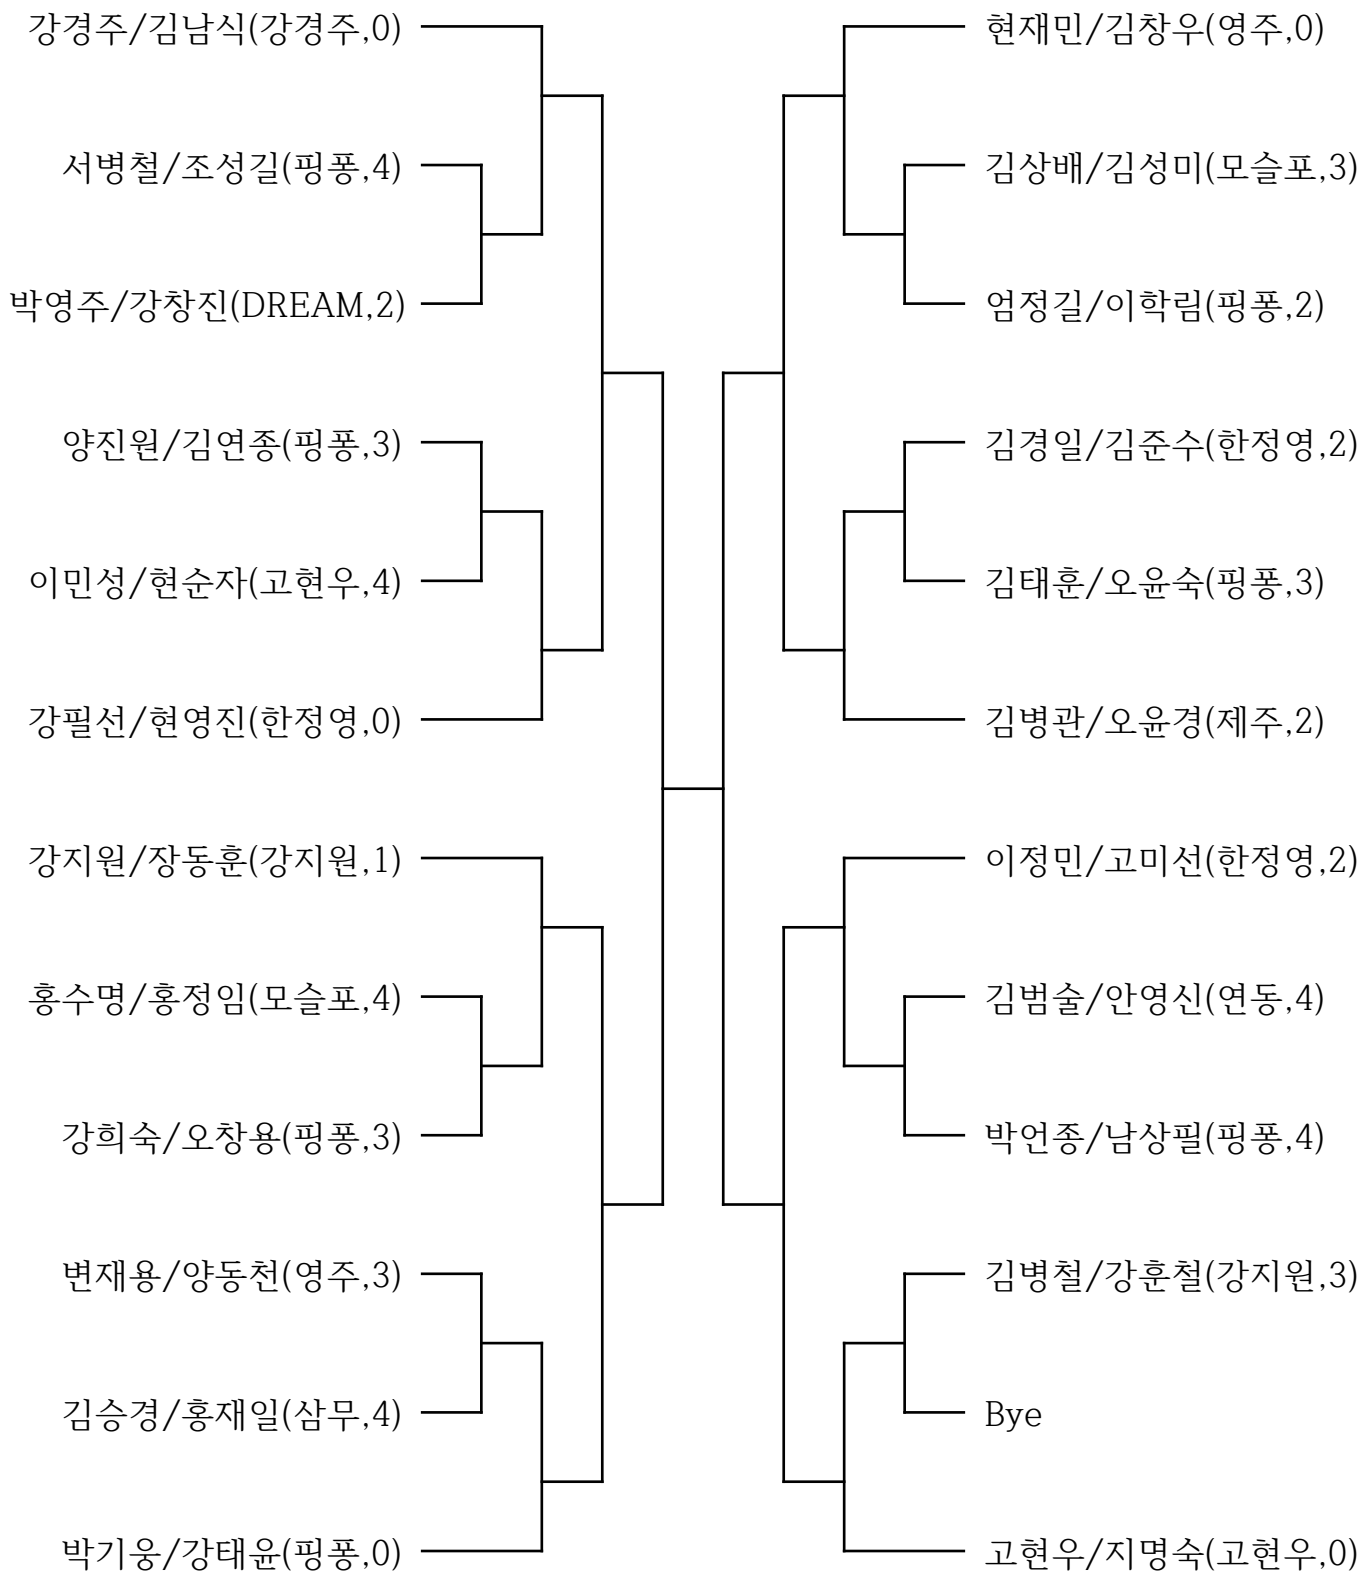 강경주/김남식(강경주,0)
서병철/조성길(핑퐁,4)
박영주/강창진(DREAM,2)
양진원/김연종(핑퐁,3)
이민성/현순자(고현우,4)
강필선/현영진(한정영,0)
강지원/장동훈(강지원,1)
홍수명/홍정임(모슬포,4)
강희숙/오창용(핑퐁,3)
변재용/양동천(영주,3)
김승경/홍재일(삼무,4)
박기웅/강태윤(핑퐁,0)
현재민/김창우(영주,0)
김상배/김성미(모슬포,3)
엄정길/이학림(핑퐁,2)
김경일/김준수(한정영,2)
김태훈/오윤숙(핑퐁,3)
김병관/오윤경(제주,2)
이정민/고미선(한정영,2)
김범술/안영신(연동,4)
박언종/남상필(핑퐁,4)
김병철/강훈철(강지원,3)
Bye
고현우/지명숙(고현우,0)